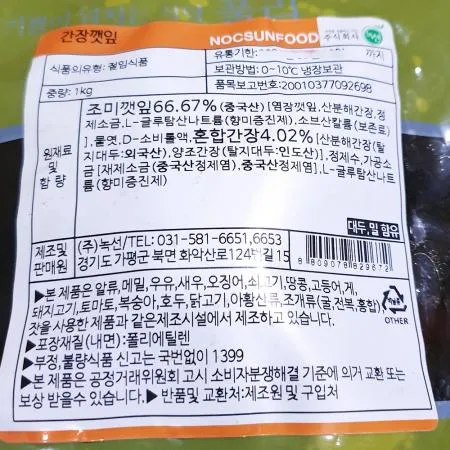 간장깻잎
NOCSUNFOOD 주식회사 녹선
식품의유형: 절임식품
유통기한: 까지
보관방법: 0~10℃ 냉장보관
중량: 1kg
품목보고번호: 20010377092698
원재료 및 함 량
조미깻잎66.67%(중국산) [염장깻잎, 산분해간장, 정
제소금, L-글루탐산나트륨(향미증진제), 소브산칼륨(보존료)
], 물엿, D-소비톨액, 혼합간장4.02% [산분해간장(탈
지대두:외국산), 양조간장(탈지대두:인도산)], 정제수, 가공소
금 [재제소금(중국산정제염), 중국산정제염], L-글루탐산나트
륨(향미증진제)
대두, 밀 함유
제조및 판매원
(주)녹선/TEL: 031-581-6651, 6653
경기도 가평군 북면 화악산로124번길 15
8 809078 829672
▶본 제품은 알류, 메밀, 우유, 새우, 오징어, 쇠고기, 땅콩, 고등어, 게,
돼지고기, 토마토, 복숭아, 호두, 닭고기, 아황산류, 조개류(굴, 전복, 홍합)
잣을 사용한 제품과 같은제조시설에서 제조하고 있습니다.
OTHER
▶포장재질(내면):폴리에틸렌
▶부정,불량식품 신고는 국번없이 1399
▶본 제품은 공정거래위원회 고시 소비자분쟁해결 기준에 의거 교환 또는
보상 받을수 있습니다.▶ 반품및 교환처:제조원 및 구입처